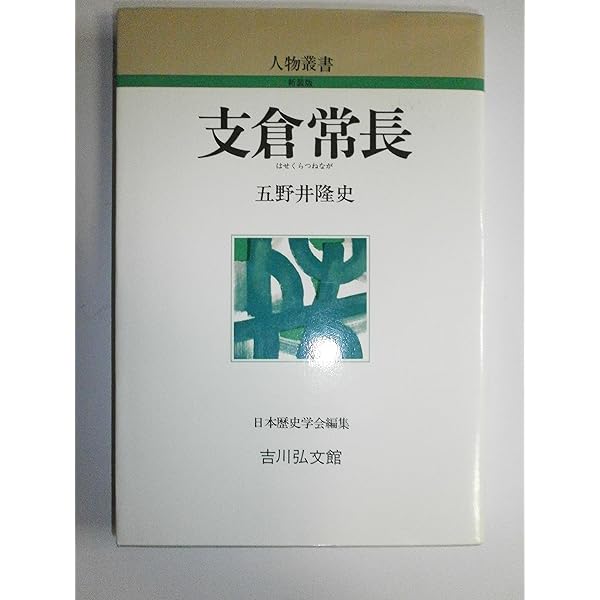 人物叢書
新装版
支倉常長
はせくらつねなが
五野井隆史
日本歴史学会編集
吉川弘文館